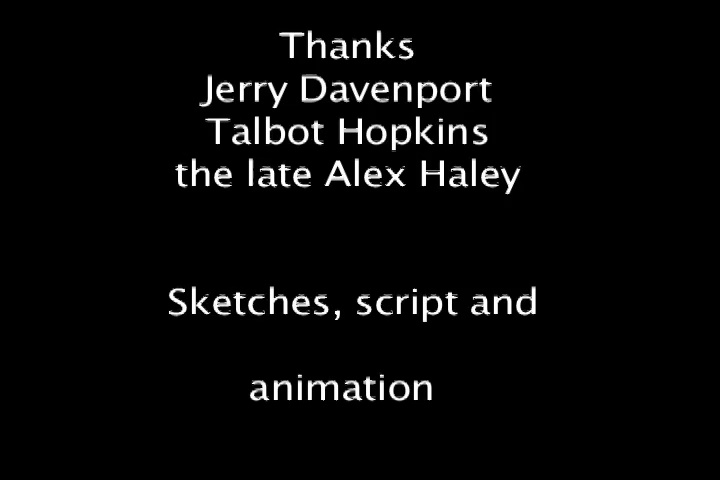 Thanks
Jerry Davenport
Talbot Hopkins
the late Alex Haley
Sketches, script and
animation